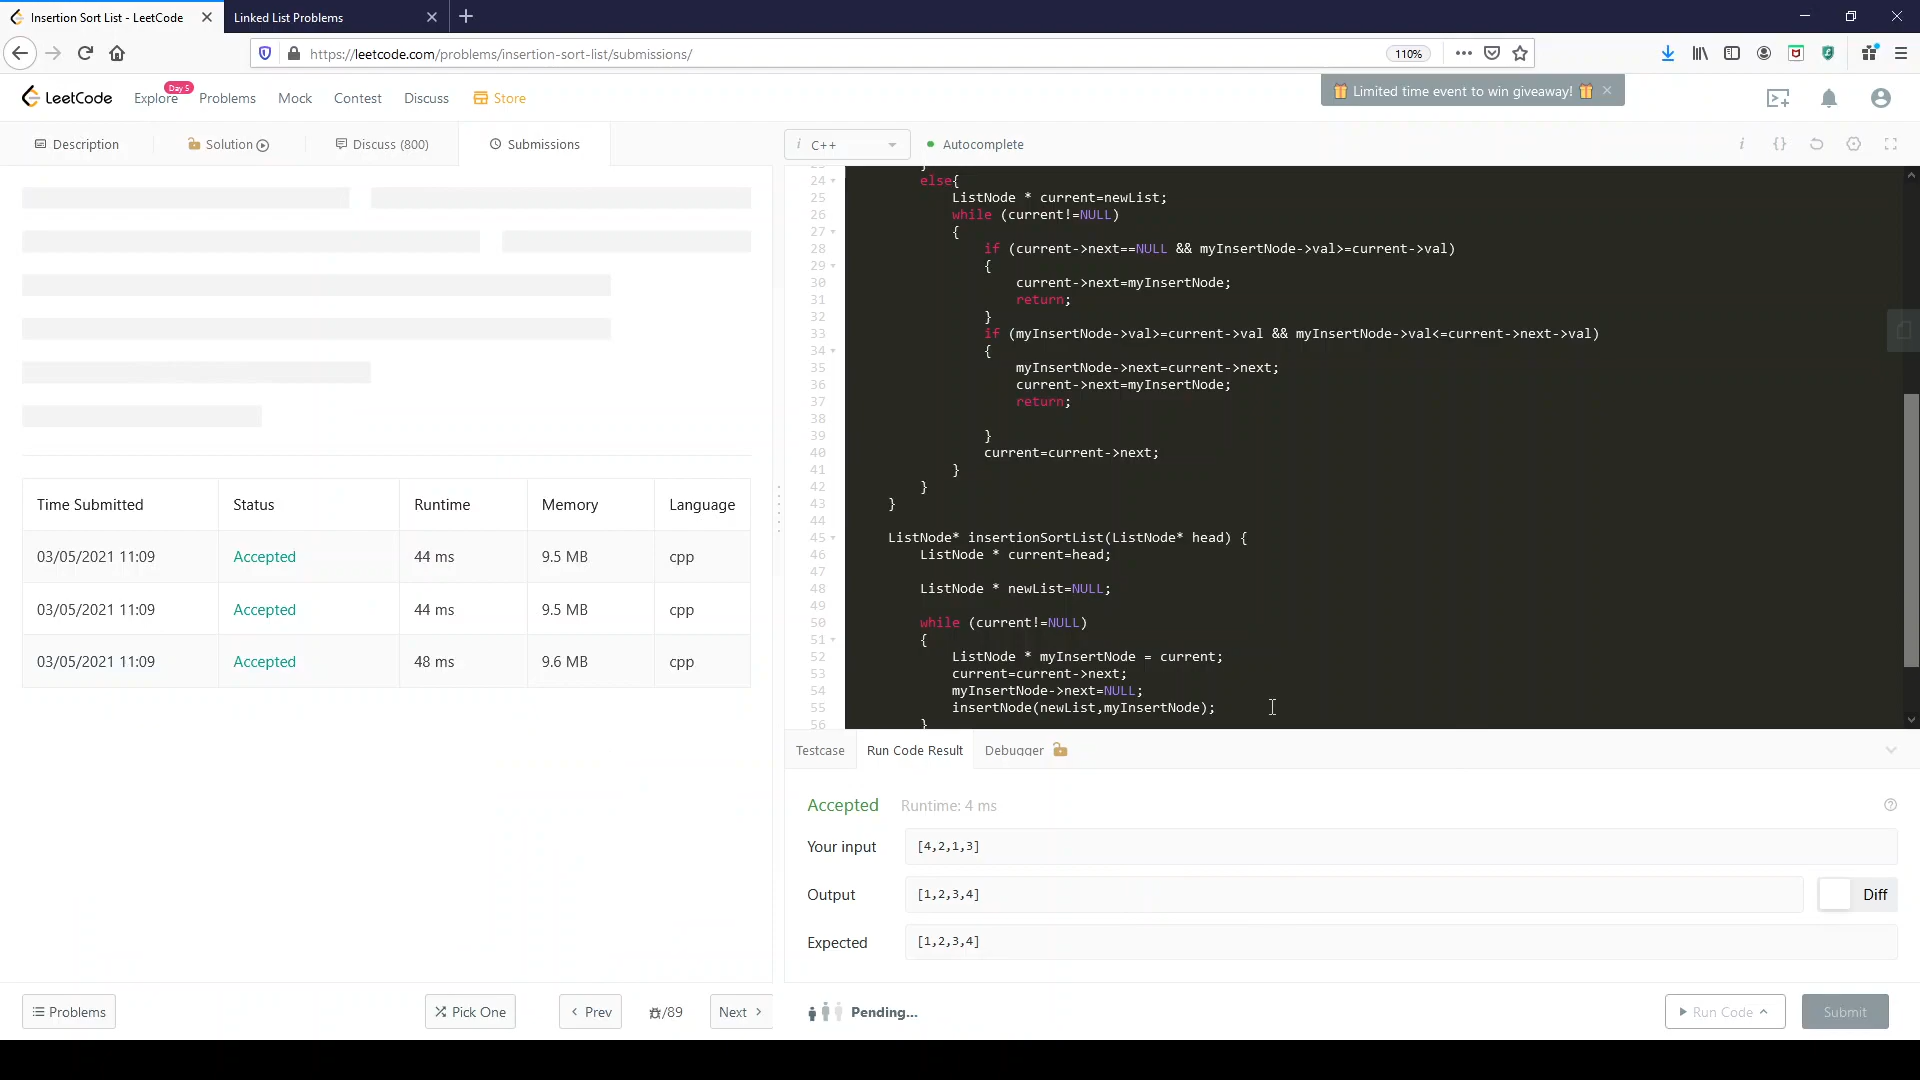 Insertion Sort List - LeetCode
Linked List Problems
https://leetcode.com/problems/insertion-sort-list/submissions/
110%
LeetCode
Explore
Day 5
Problems
Mock
Contest
Discuss
Store
Limited time event to win giveaway!
Description
Solution
Discuss (800)
Submissions
i C++
Autocomplete
Time Submitted Status Runtime Memory Language
03/05/2021 11:09 Accepted 44 ms 9.5 MB cpp
03/05/2021 11:09 Accepted 44 ms 9.5 MB cpp
03/05/2021 11:09 Accepted 48 ms 9.6 MB cpp
24 else{
25 ListNode * current=newList;
26 while (current!=NULL)
27 {
28 if (current->next==NULL && myInsertNode->val>=current->val)
29 {
30 current->next=myInsertNode;
31 return;
32 }
33 if (myInsertNode->val>=current->val && myInsertNode->val<=current->next->val)
34 {
35 myInsertNode->next=current->next;
36 current->next=myInsertNode;
37 return;
38
39 }
40 current=current->next;
41 }
42 }
43 }
44
45 ListNode* insertionSortList(ListNode* head) {
46 ListNode * current=head;
47
48 ListNode * newList=NULL;
49
50 while (current!=NULL)
51 {
52 ListNode * myInsertNode = current;
53 current=current->next;
54 myInsertNode->next=NULL;
55 insertNode(newList,myInsertNode);
56 }
Testcase
Run Code Result
Debugger
Accepted Runtime: 4 ms
Your input [4,2,1,3]
Output [1,2,3,4]
Diff
Expected [1,2,3,4]
Problems
Pick One
Prev
/89
Next
Pending...
Run Code
Submit